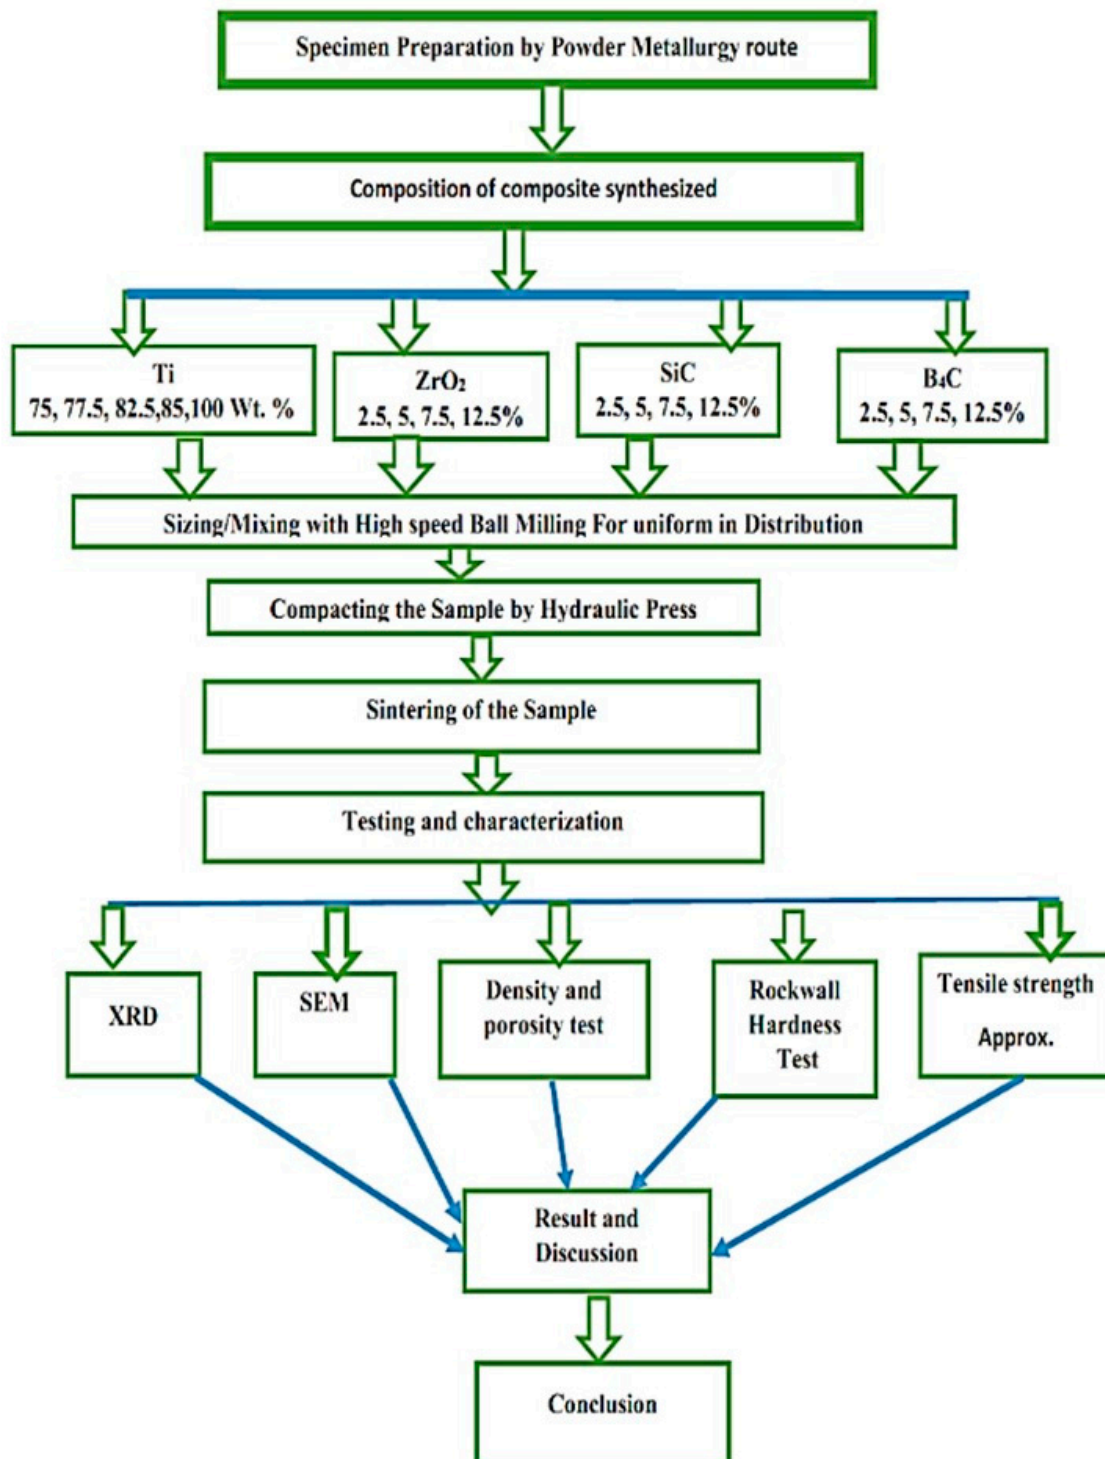 Specimen Preparation by Powder Metallurgy route
Composition of composite synthesized
Ti
75, 77.5, 82.5,85,100 Wt. %
ZrO₂
2.5, 5, 7.5, 12.5%
SiC
2.5, 5, 7.5, 12.5%
B₄C
2.5, 5, 7.5, 12.5%
Sizing/Mixing with High speed Ball Milling For uniform in Distribution
Compacting the Sample by Hydraulic Press
Sintering of the Sample
Testing and characterization
XRD
SEM
Density and
porosity test
Rockwall
Hardness
Test
Tensile strength
Approx.
Result and
Discussion
Conclusion